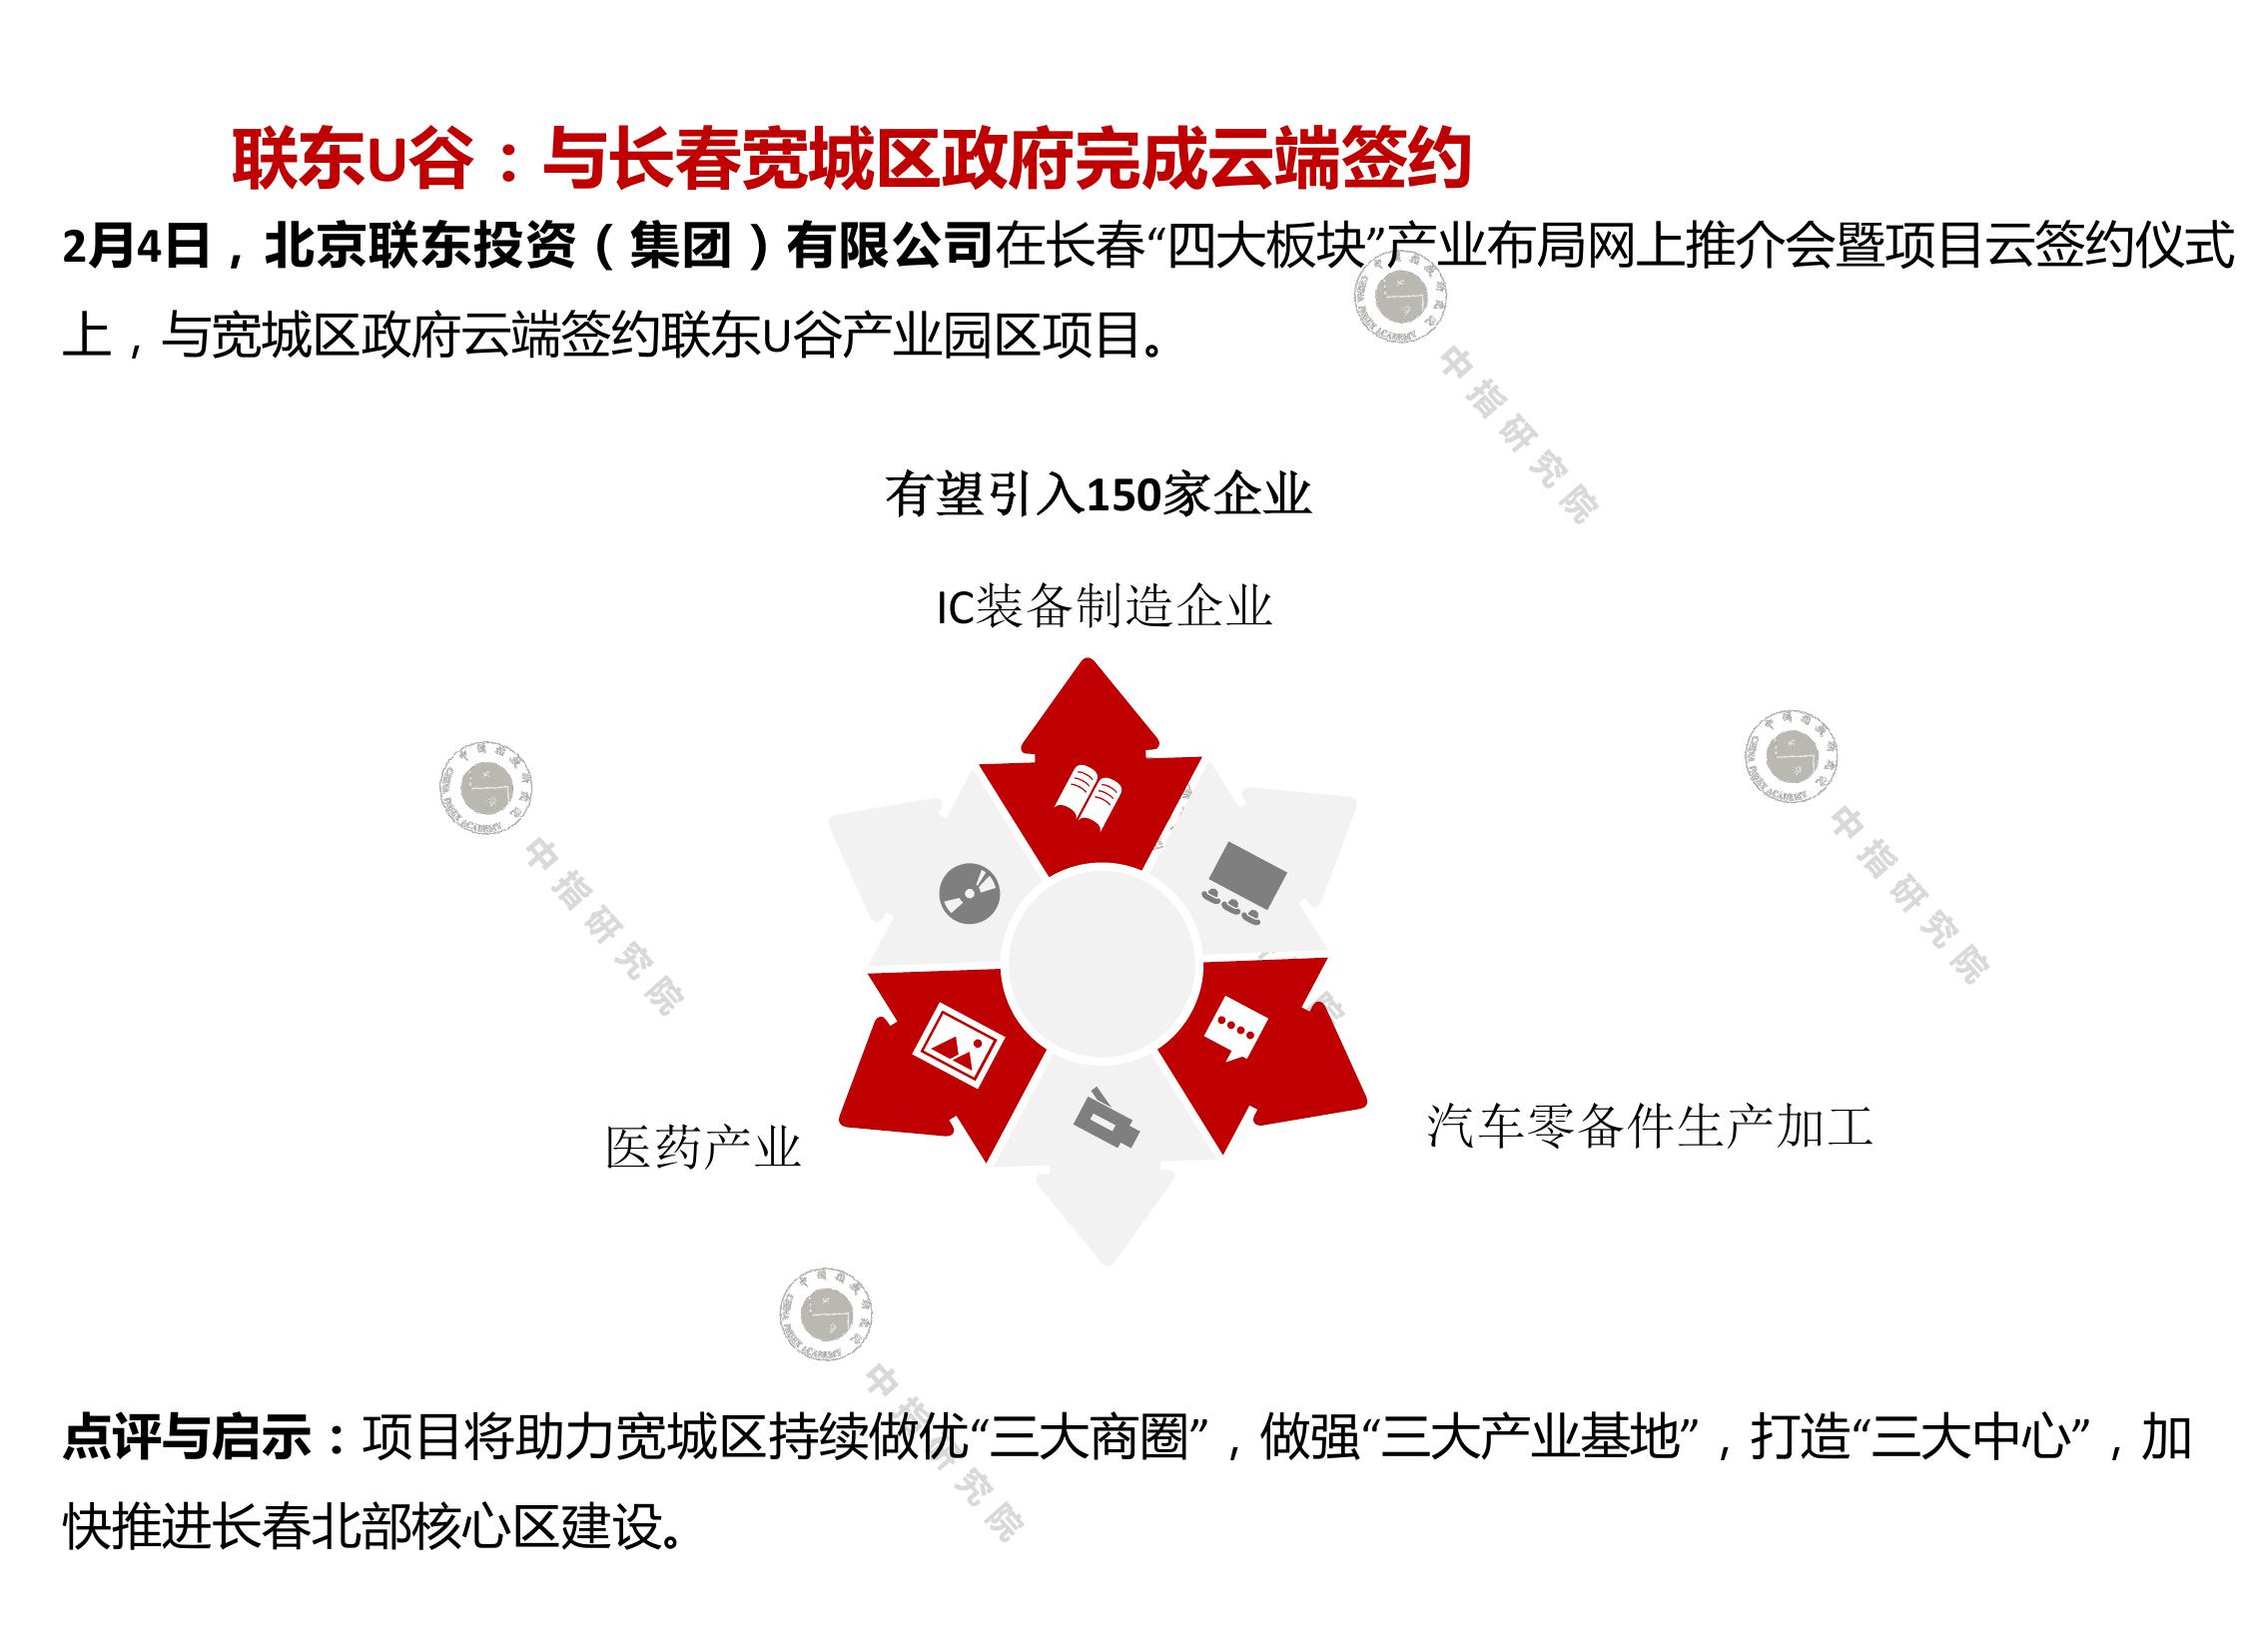 联东U谷：与长春宽城区政府完成云端签约
2月4日，北京联东投资（集团）有限公司在长春“四大板块”产业布局网上推介会暨项目云签约仪式
上，与宽城区政府云端签约联东U谷产业园区项目。
中指研究院
有望引入150家企业
IC装备制造企业
中指研究院
中指研究院
院
医药产业
汽车零备件生产加工
中指研究院
点评与启示：项目将助力宽城区持续做优“三大商圈”，做强“三大产业基地”，打造“三大中心”，加
快推进长春北部核心区建设。